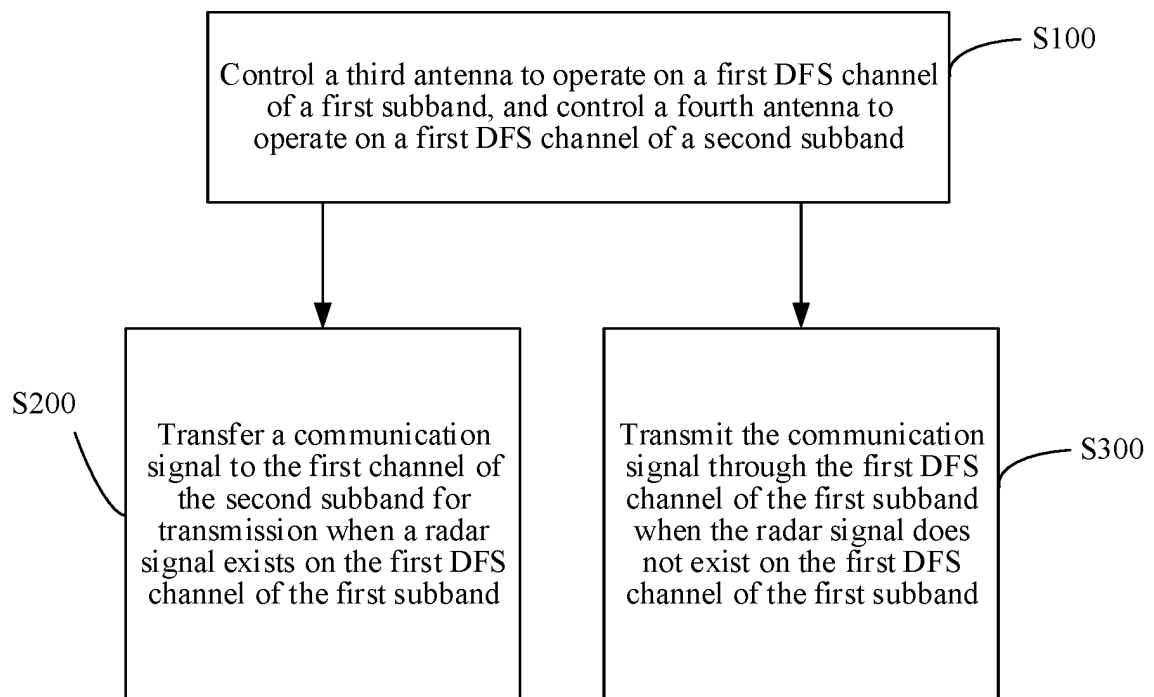 S100
Control a third antenna to operate on a first DFS channel
of a first subband, and control a fourth antenna to
operate on a first DFS channel of a second subband
S200
Transfer a communication
signal to the first channel of
the second subband for
transmission when a radar
signal exists on the first DFS
channel of the first subband
Transmit the communication
signal through the first DFS
channel of the first subband
when the radar signal does
not exist on the first DFS
channel of the first subband
S300